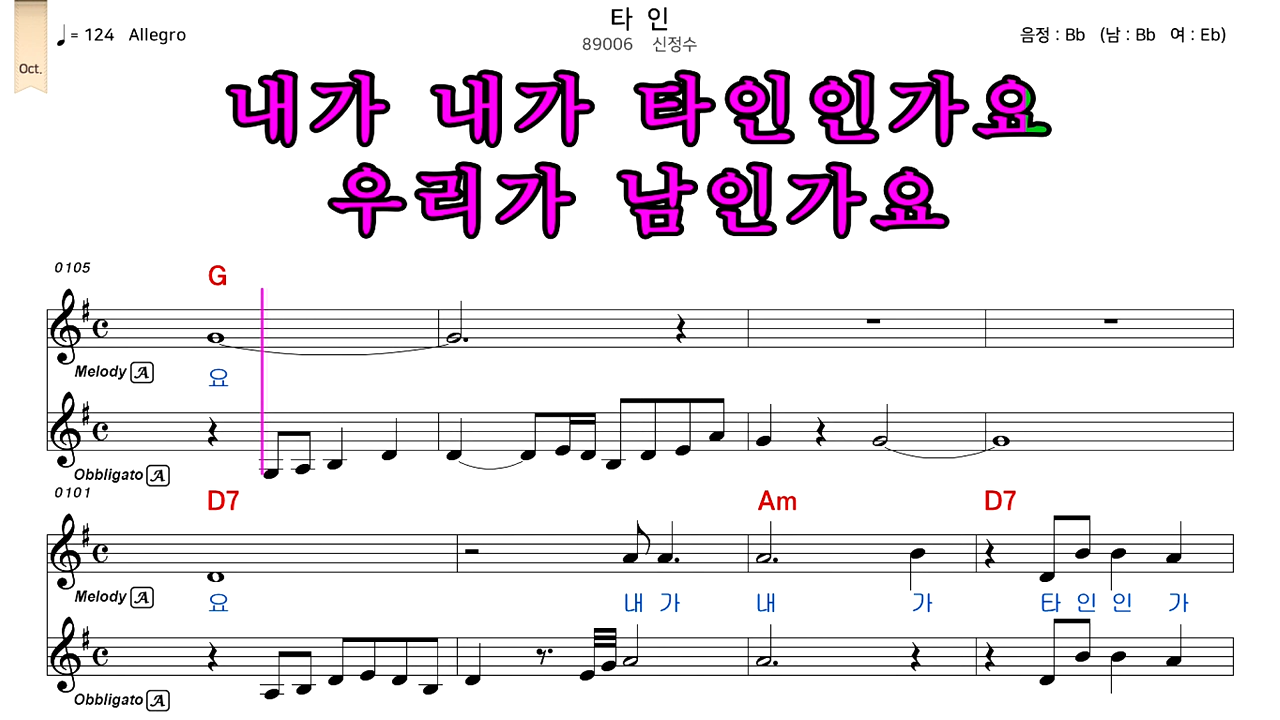 타 인
♩ = 124 Allegro
89006 신정수
음정 : Bb (남 : Bb 여 : Eb)
Oct.
내가 내가 타인인가요
우리가 남인가요
0105
G
Melody A
요
Obbligato A
0101
D7 Am D7
Melody A
요 내 가 내 가 타 인 인 가
Obbligato A